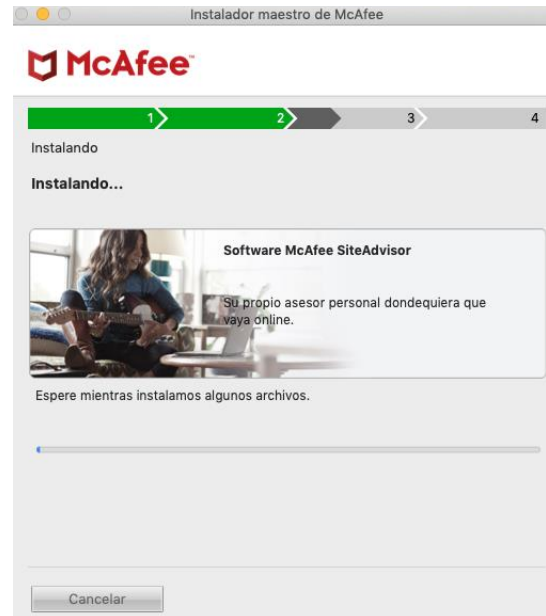 Instalador maestro de McAfee
McAfee™
1 2 3 4
Instalando
Instalando...
Software McAfee SiteAdvisor
Su propio asesor personal dondequiera que
vaya online.
Espere mientras instalamos algunos archivos.
Cancelar